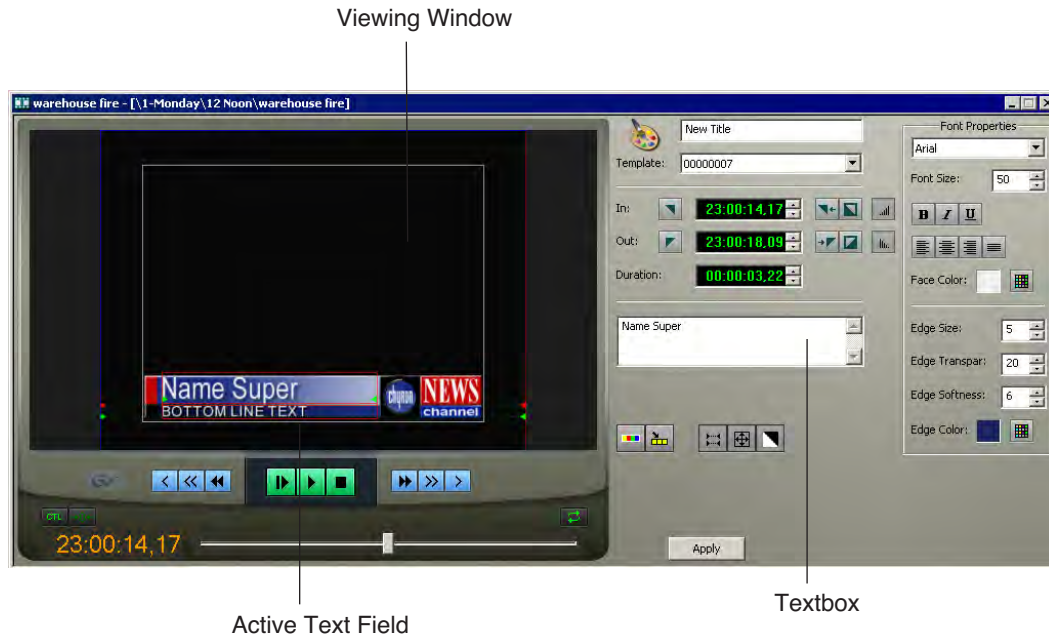 Viewing Window
warehouse fire - [\1-Monday\12 Noon\warehouse fire]
New Title
Template: 00000007
In: 23:00:14,17
Out: 23:00:18,09
Duration: 00:00:03,22
Name Super
Font Properties
Arial
Font Size: 50
B I U
Face Color:
Edge Size: 5
Edge Transpar: 20
Edge Softness: 6
Edge Color:
Name Super
BOTTOM LINE TEXT
chyron
NEWS
channel
CTL
23:00:14,17
Apply
Active Text Field
Textbox